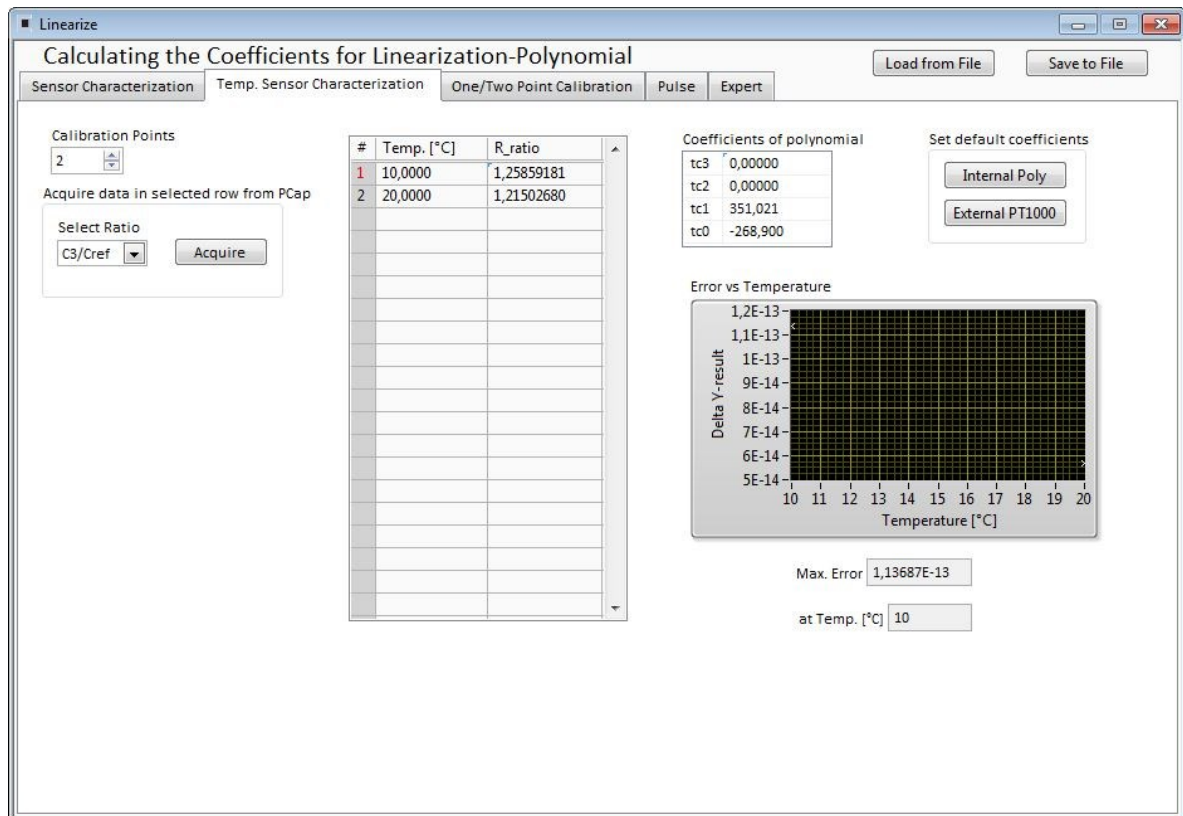 Linearize
Calculating the Coefficients for Linearization-Polynomial
Load from File Save to File
Sensor Characterization Temp. Sensor Characterization One/Two Point Calibration Pulse Expert
Calibration Points
2
Acquire data in selected row from PCap
Select Ratio
C3/Cref Acquire
# Temp. [°C] R_ratio
1 10,0000 1,25859181
2 20,0000 1,21502680
Coefficients of polynomial
tc3 0,00000
tc2 0,00000
tc1 351,021
tc0 -268,900
Set default coefficients
Internal Poly
External PT1000
Error vs Temperature
Delta Y-result
1,2E-13
1,1E-13
1E-13
9E-14
8E-14
7E-14
6E-14
5E-14
10 11 12 13 14 15 16 17 18 19 20
Temperature [°C]
Max. Error 1,13687E-13
at Temp. [°C] 10